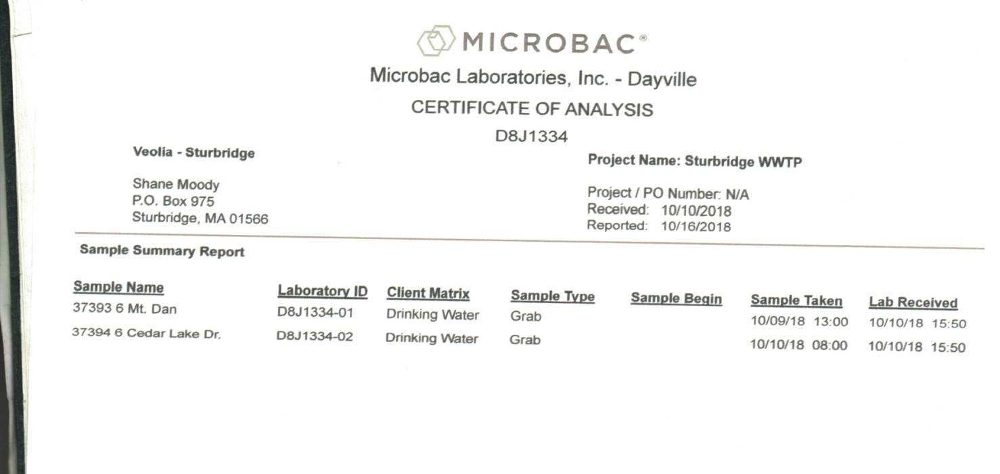 MICROBAC®
Microbac Laboratories, Inc. - Dayville
CERTIFICATE OF ANALYSIS
D8J1334
Veolia - Sturbridge
Project Name: Sturbridge WWTP
Shane Moody
P.O. Box 975
Sturbridge, MA 01566
Project / PO Number: N/A
Received: 10/10/2018
Reported: 10/16/2018
Sample Summary Report
Sample Name Laboratory ID Client Matrix Sample Type Sample Begin Sample Taken Lab Received
37393 6 Mt. Dan D8J1334-01 Drinking Water Grab 10/09/18 13:00 10/10/18 15:50
37394 6 Cedar Lake Dr. D8J1334-02 Drinking Water Grab 10/10/18 08:00 10/10/18 15:50